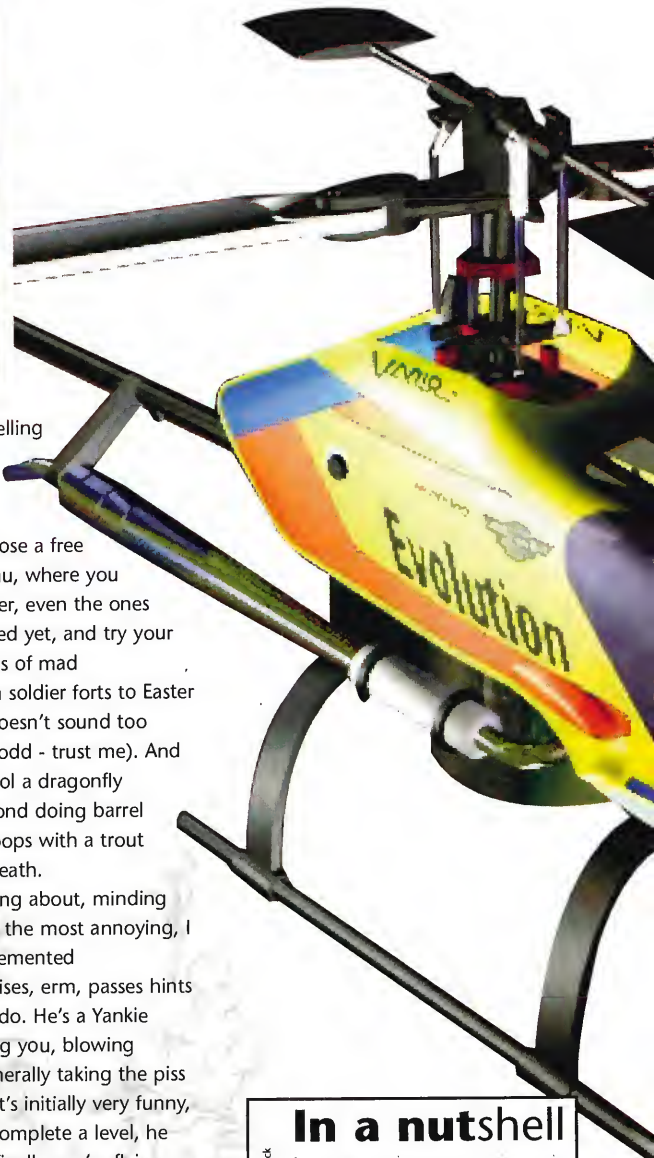 elling
ose a free
u, where you
er, even the ones
ed yet, and try your
s of mad
soldier forts to Easter
oesn't sound too
odd - trust me). And
ol a dragonfly
ond doing barrel
ops with a trout
eath.
ng about, minding
the most annoying, I
emented
ises, erm, passes hints
do. He's a Yankie
g you, blowing
nerally taking the piss
t's initially very funny,
omplete a level, he
Evolution
In a nutshell